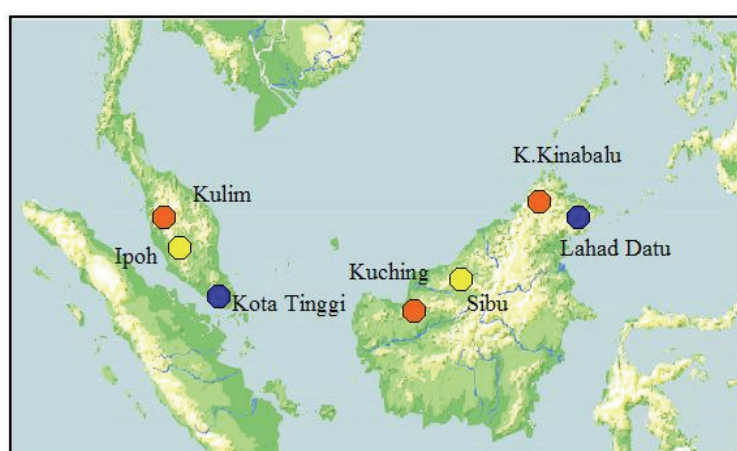 K.Kinabalu
Kulim
Ipoh
Lahad Datu
Kuching
Kota Tinggi
Sibu